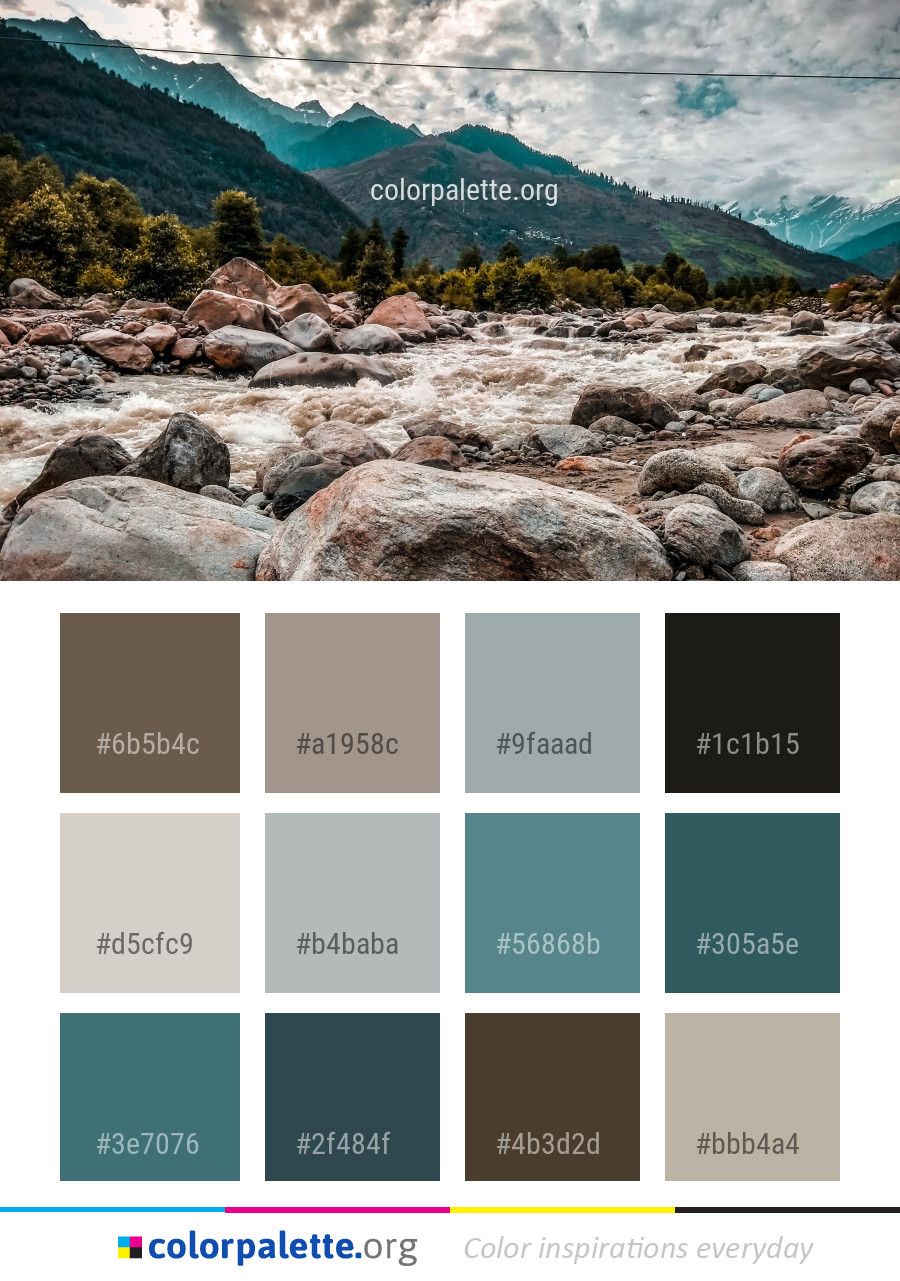 colorpalette.org
#6b5b4c #a1958c #9faaad #1c1b15
#d5cfc9 #b4baba #56868b #305a5e
#3e7076 #2f484f #4b3d2d #bbb4a4
colorpalette.org Color inspirations everyday